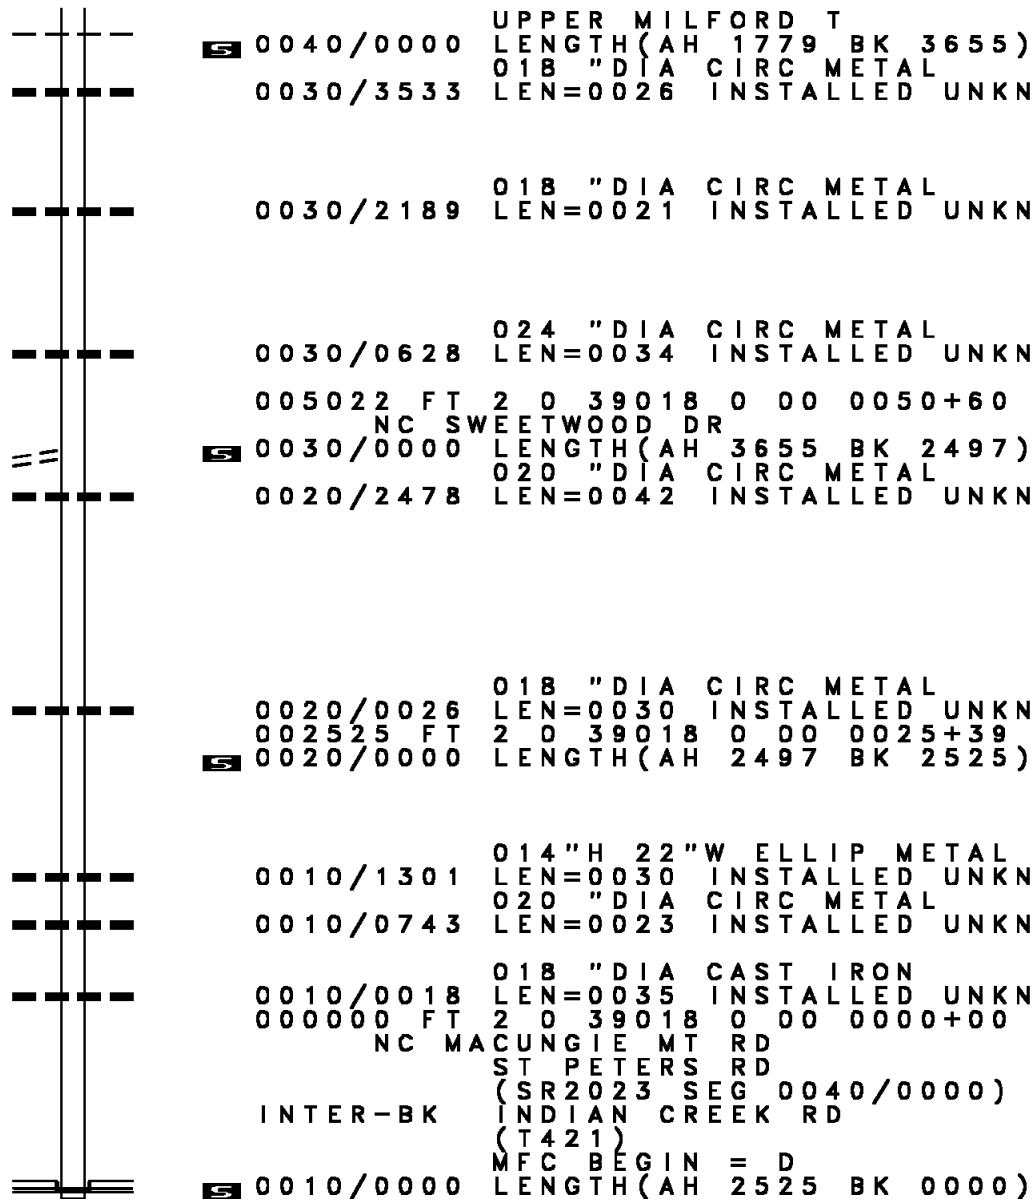 UPPER MILFORD T
S 0040/0000 LENGTH(AH 1779 BK 3655)
018 "DIA CIRC METAL
0030/3533 LEN=0026 INSTALLED UNKN
018 "DIA CIRC METAL
0030/2189 LEN=0021 INSTALLED UNKN
024 "DIA CIRC METAL
0030/0628 LEN=0034 INSTALLED UNKN
005022 FT 2 0 39018 0 00 0050+60
NC SWEETWOOD DR
S 0030/0000 LENGTH(AH 3655 BK 2497)
020 "DIA CIRC METAL
0020/2478 LEN=0042 INSTALLED UNKN
018 "DIA CIRC METAL
0020/0026 LEN=0030 INSTALLED UNKN
002525 FT 2 0 39018 0 00 0025+39
S 0020/0000 LENGTH(AH 2497 BK 2525)
014"H 22"W ELLIP METAL
0010/1301 LEN=0030 INSTALLED UNKN
020 "DIA CIRC METAL
0010/0743 LEN=0023 INSTALLED UNKN
018 "DIA CAST IRON
0010/0018 LEN=0035 INSTALLED UNKN
000000 FT 2 0 39018 0 00 0000+00
NC MACUNGIE MT RD
ST PETERS RD
(SR2023 SEG 0040/0000)
INTER-BK INDIAN CREEK RD
(T421)
MFC BEGIN = D
S 0010/0000 LENGTH(AH 2525 BK 0000)